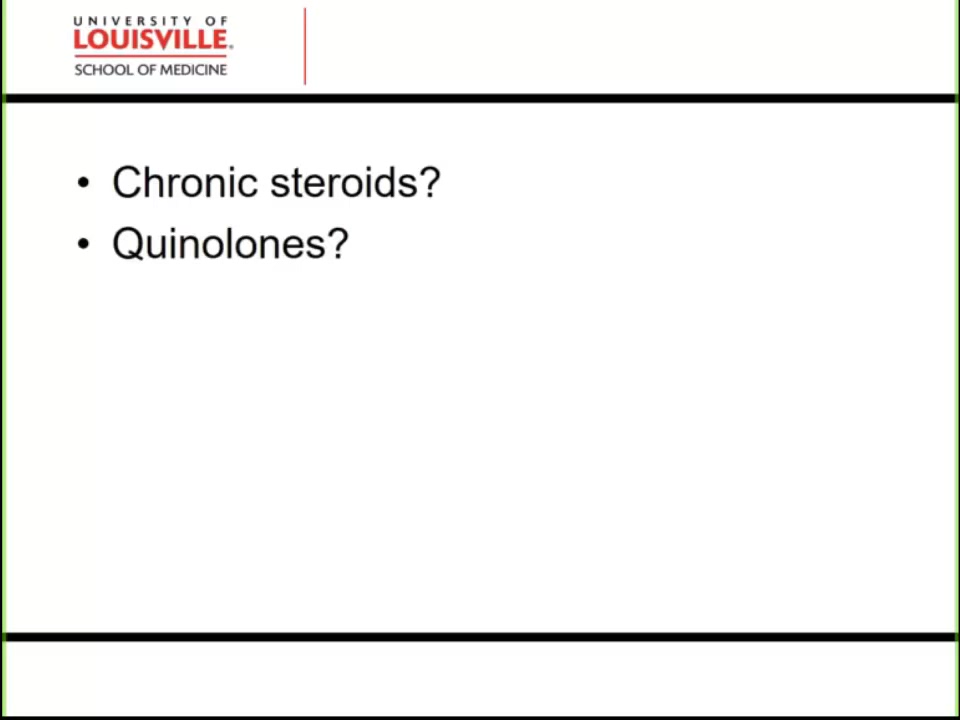 UNIVERSITY OF
LOUISVILLE®
SCHOOL OF MEDICINE
• Chronic steroids?
• Quinolones?